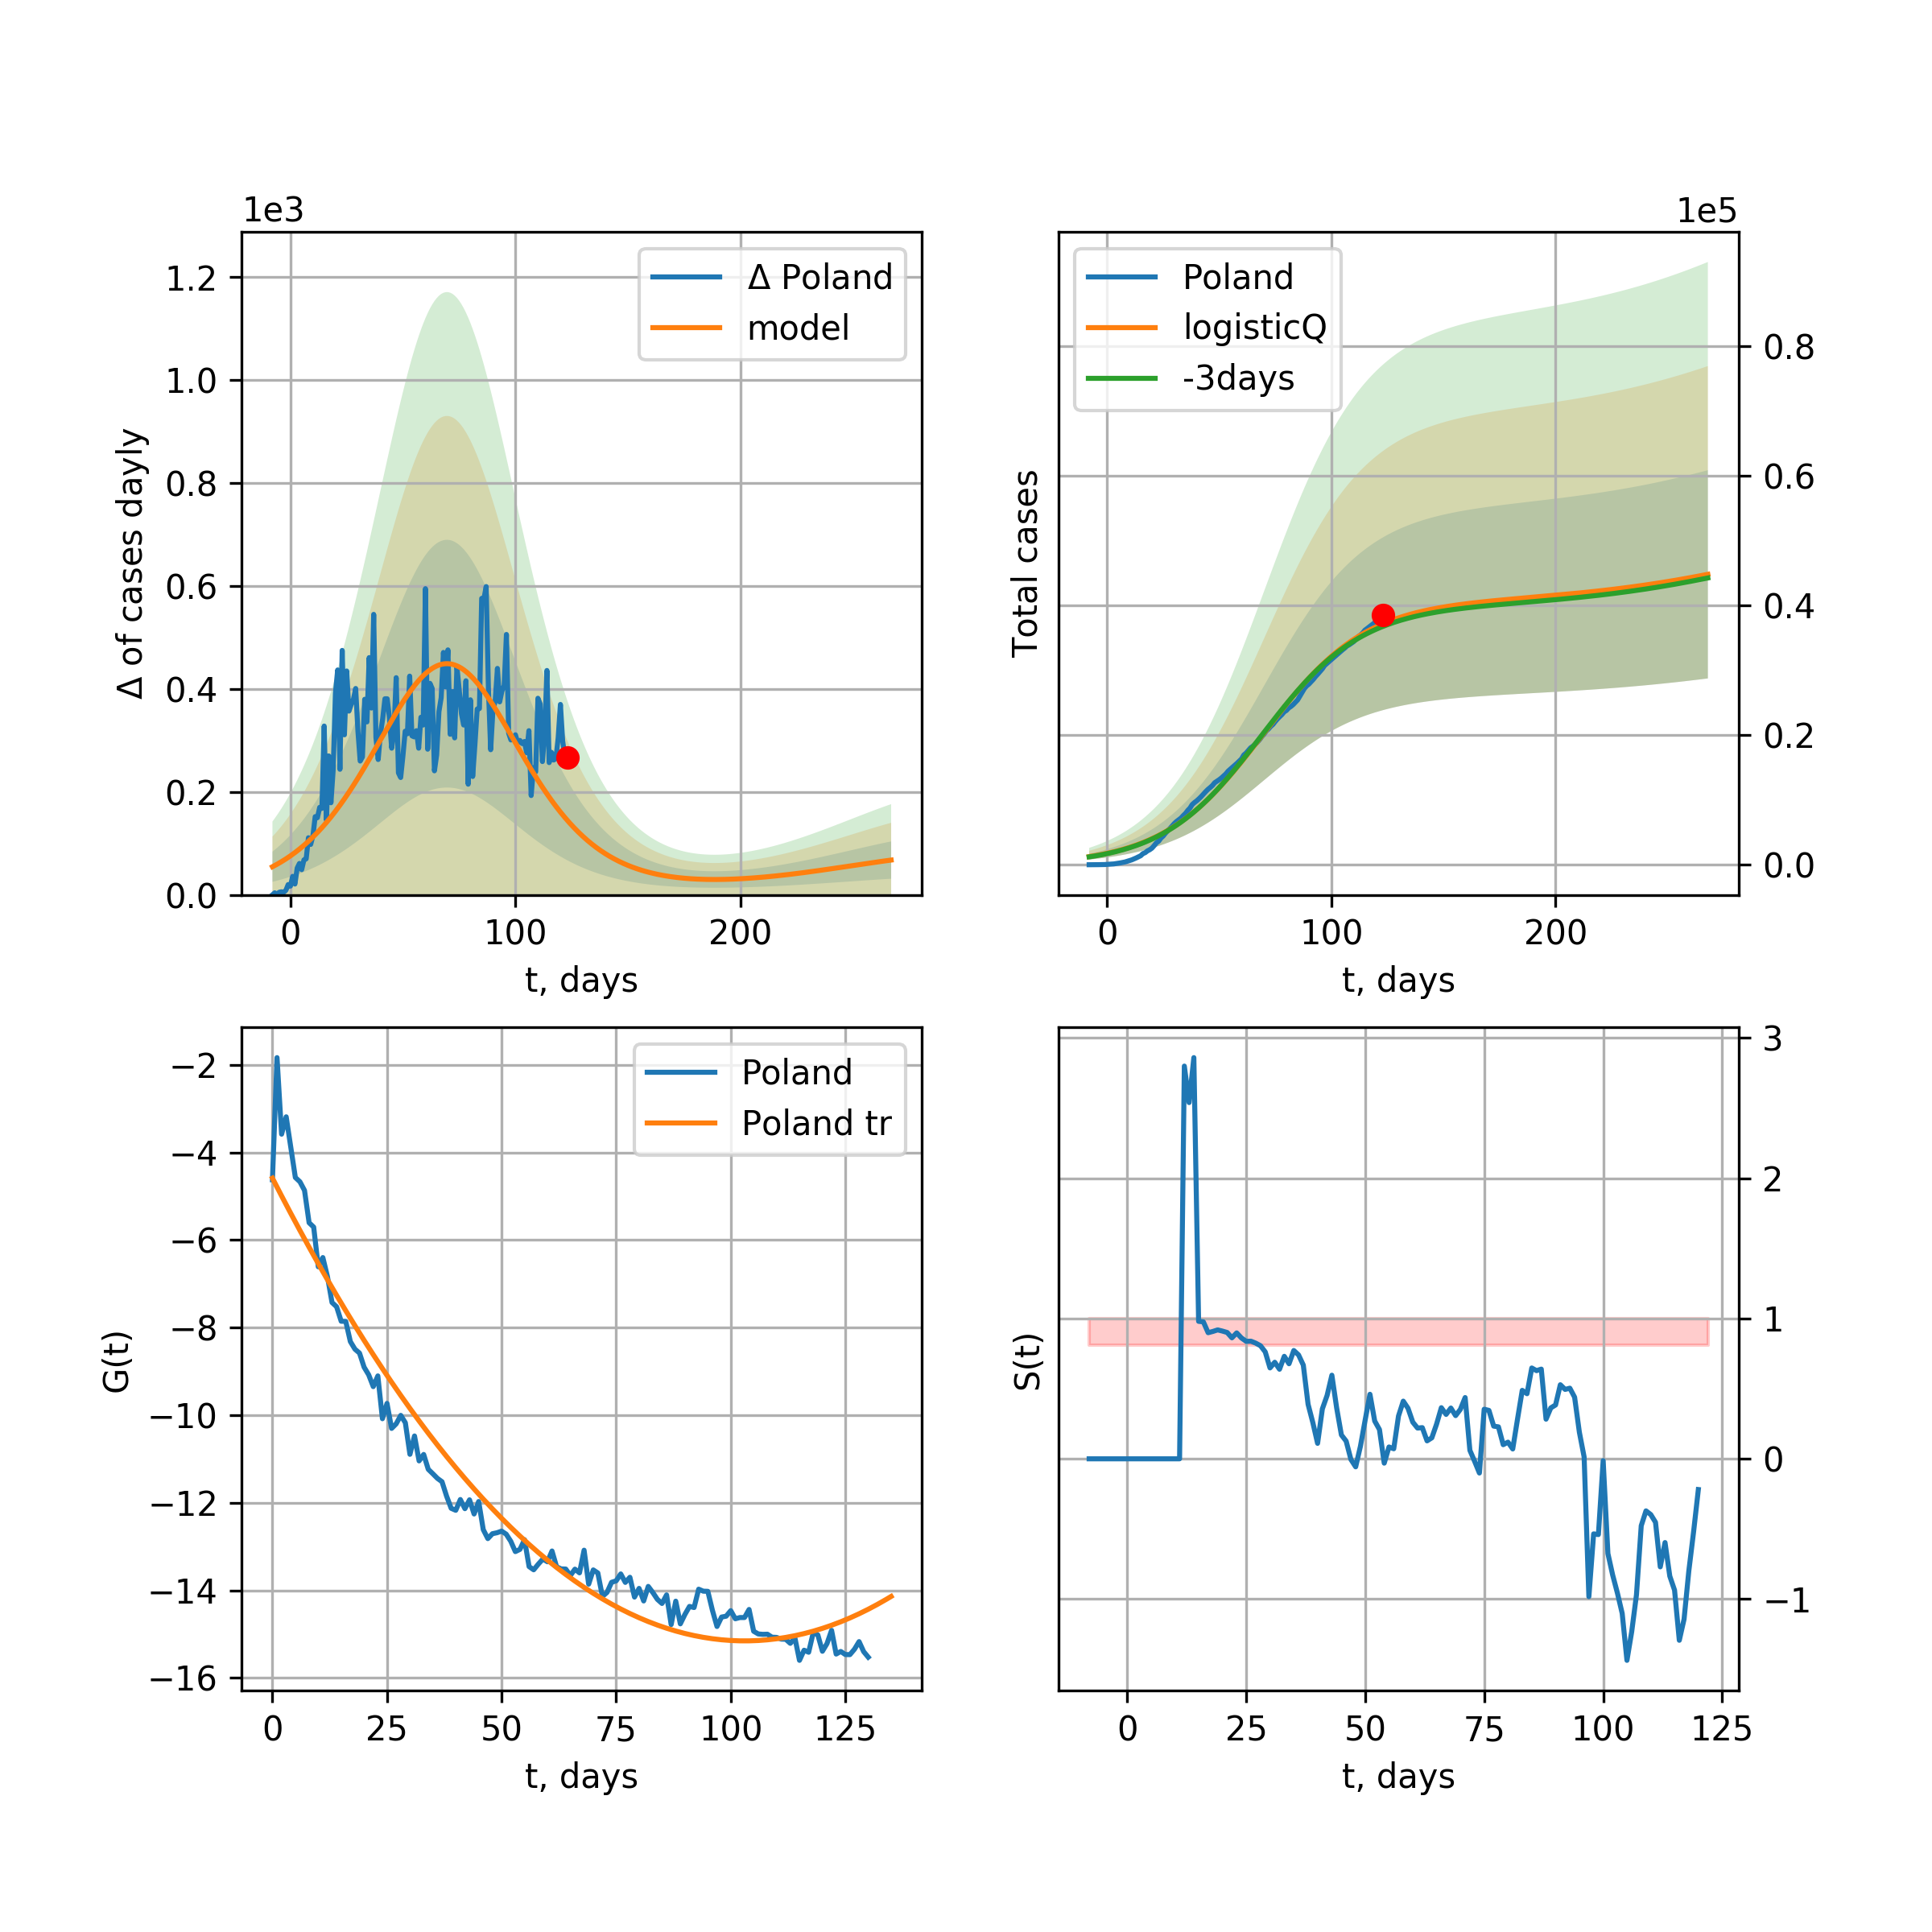 1e3
Δ of cases dayly
1.2
1.0
0.8
0.6
0.4
0.2
0.0
0 100 200
t, days
Δ Poland
model
1e5
Total cases
Poland
logisticQ
-3days
0.8
0.6
0.4
0.2
0.0
0 100 200
t, days
G(t)
−2
−4
−6
−8
−10
−12
−14
−16
0 25 50 75 100 125
t, days
Poland
Poland tr
S(t)
3
2
1
0
−1
0 25 50 75 100 125
t, days